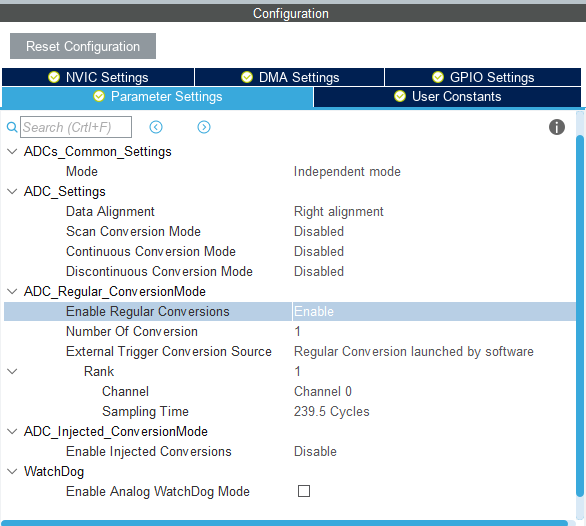 Configuration
Reset Configuration
NVIC Settings DMA Settings GPIO Settings
Parameter Settings User Constants
Search (Crtl+F)
ADCs_Common_Settings
Mode Independent mode
ADC_Settings
Data Alignment Right alignment
Scan Conversion Mode Disabled
Continuous Conversion Mode Disabled
Discontinuous Conversion Mode Disabled
ADC_Regular_ConversionMode
Enable Regular Conversions Enable
Number Of Conversion 1
External Trigger Conversion Source Regular Conversion launched by software
Rank 1
Channel Channel 0
Sampling Time 239.5 Cycles
ADC_Injected_ConversionMode
Enable Injected Conversions Disable
WatchDog
Enable Analog WatchDog Mode